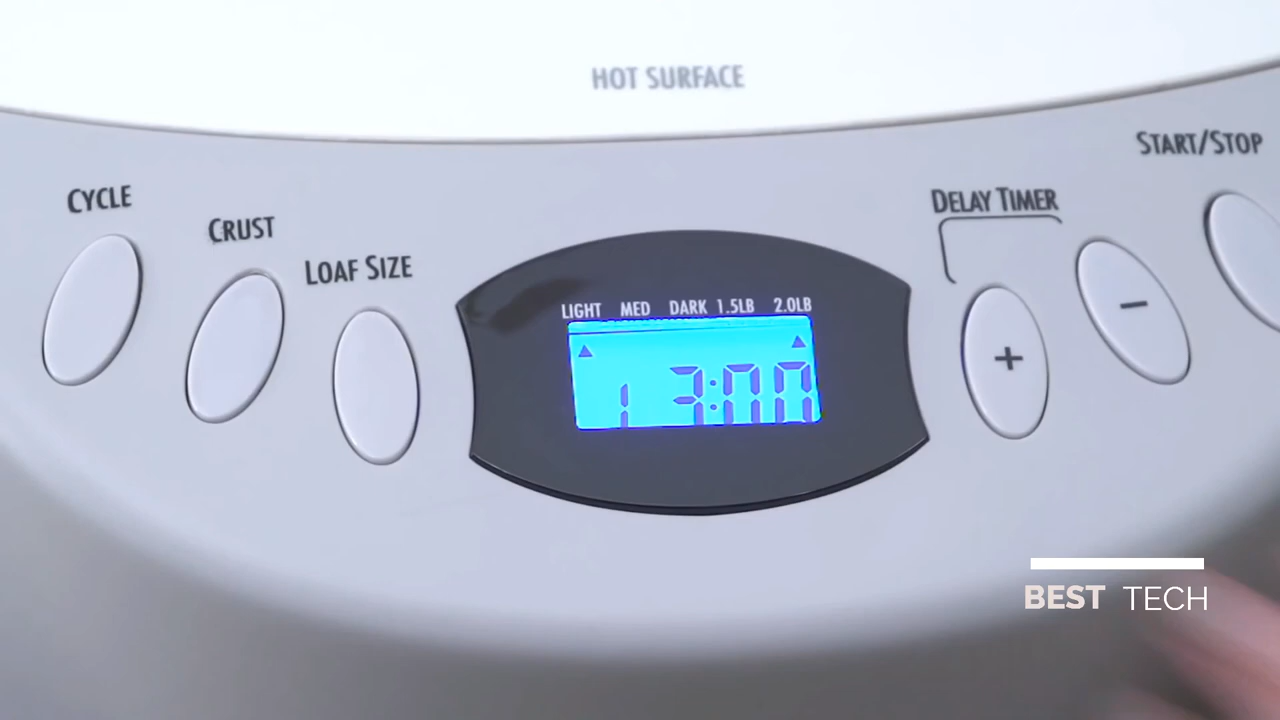 HOT SURFACE
START/STOP
CYCLE
CRUST
LOAF SIZE
DELAY TIMER
LIGHT MED DARK 1.5LB 2.0LB
1 3:00
+
−
BEST TECH